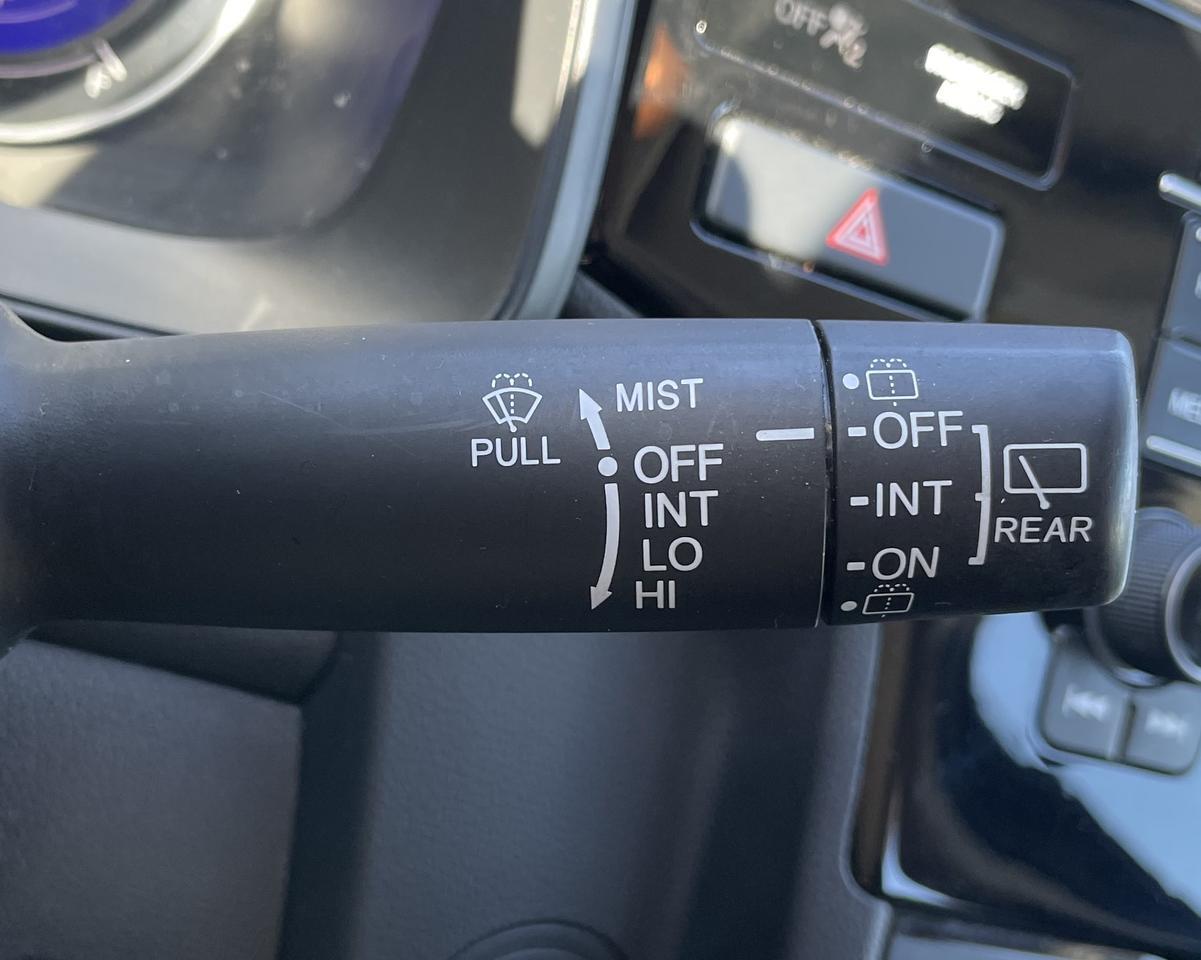 OFF
MIST
PULL
OFF
INT
LO
HI
OFF
INT
ON
REAR